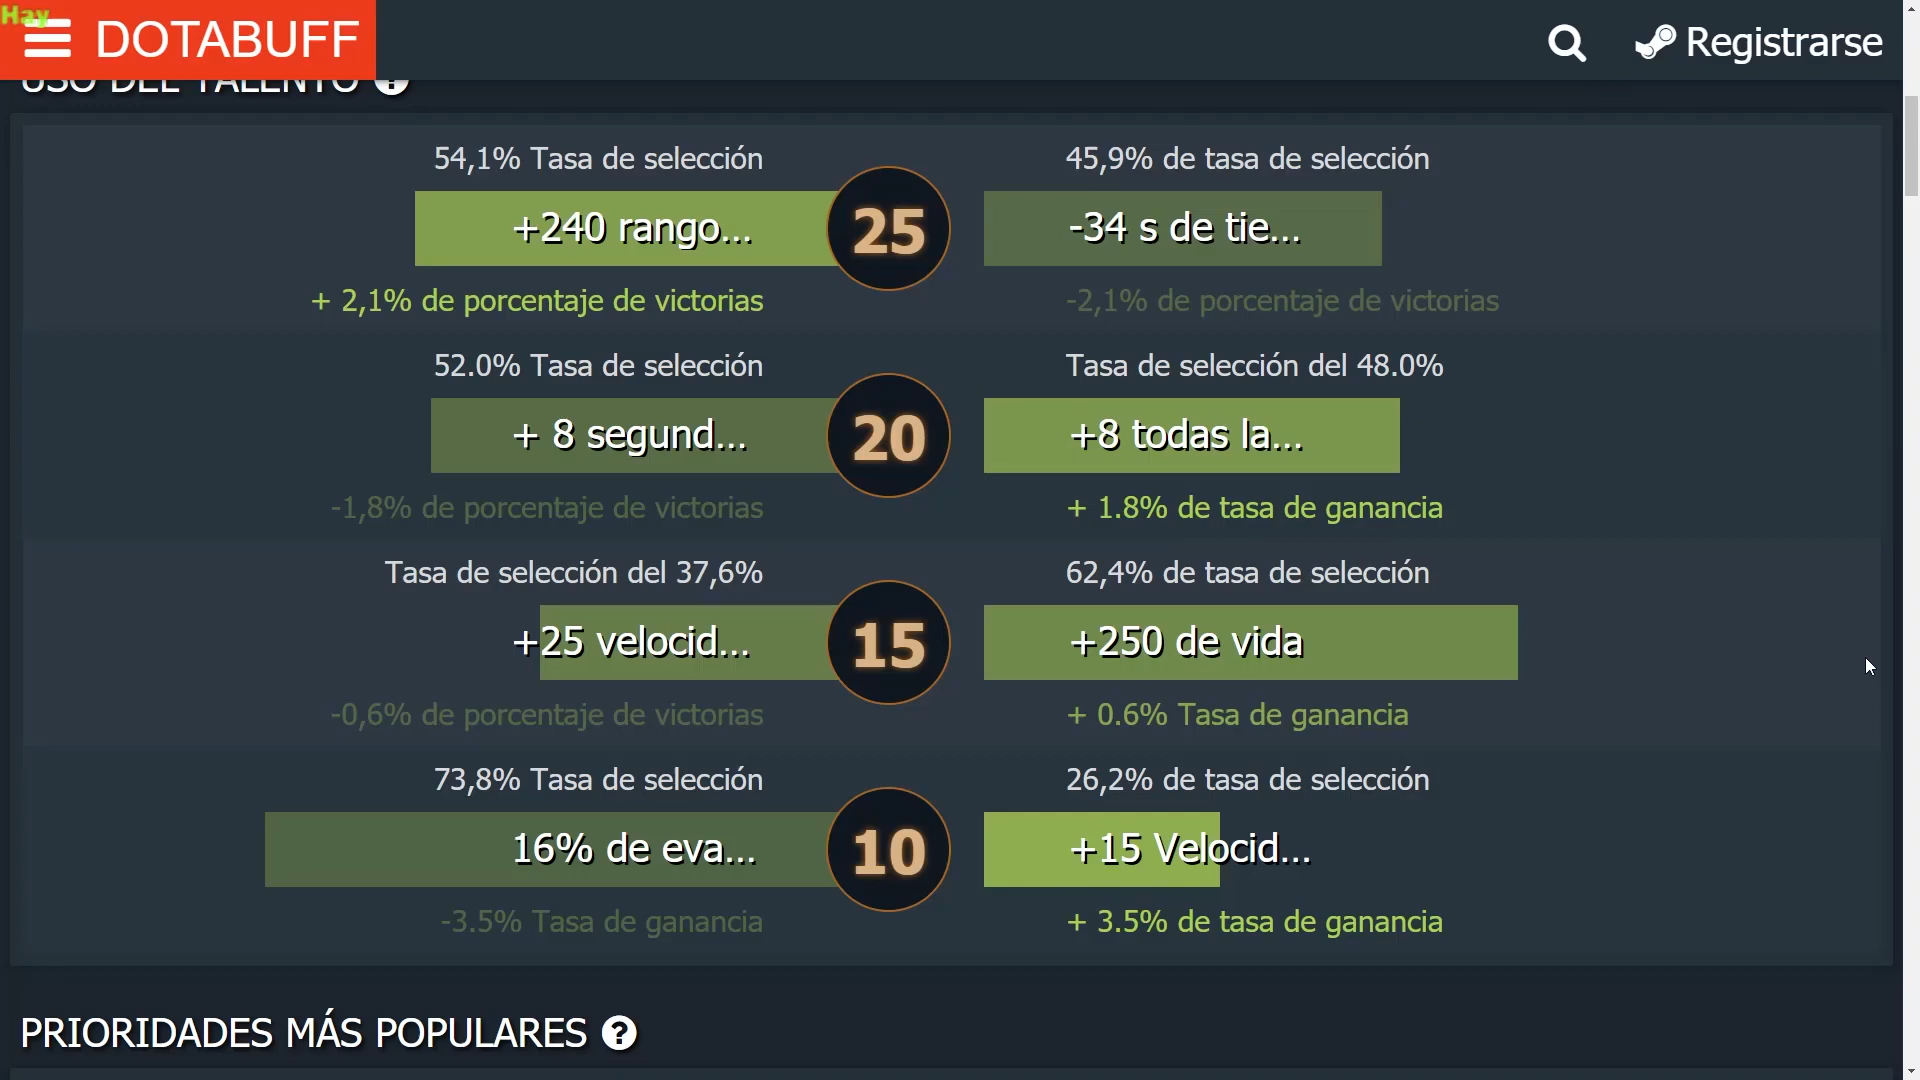 Hay
DOTABUFF
Registrarse
USO DEL TALENTO
54,1% Tasa de selección
45,9% de tasa de selección
+240 rango...
25
-34 s de tie...
+ 2,1% de porcentaje de victorias
-2,1% de porcentaje de victorias
52.0% Tasa de selección
Tasa de selección del 48.0%
+ 8 segund...
20
+8 todas la...
-1,8% de porcentaje de victorias
+ 1.8% de tasa de ganancia
Tasa de selección del 37,6%
62,4% de tasa de selección
+25 velocid...
15
+250 de vida
-0,6% de porcentaje de victorias
+ 0.6% Tasa de ganancia
73,8% Tasa de selección
26,2% de tasa de selección
16% de eva...
10
+15 Velocid...
-3.5% Tasa de ganancia
+ 3.5% de tasa de ganancia
PRIORIDADES MÁS POPULARES ?